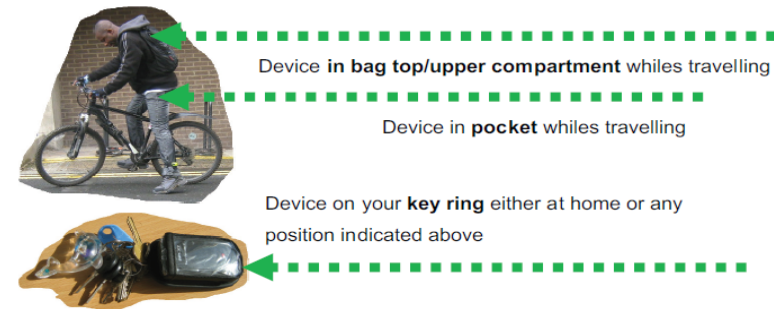 Device in bag top/upper compartment whiles travelling
Device in pocket whiles travelling
Device on your key ring either at home or any
position indicated above